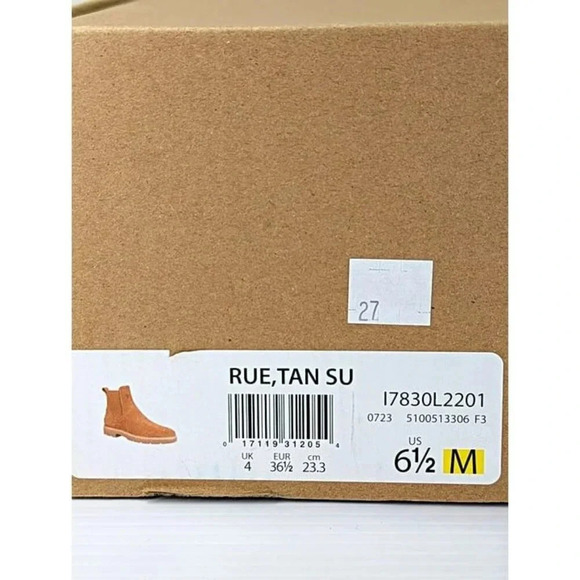 27
RUE,TAN SU
I7830L2201
0723 5100513306 F3
0 17119 31205 4
UK EUR cm
4 36½ 23.3
US
6½ M